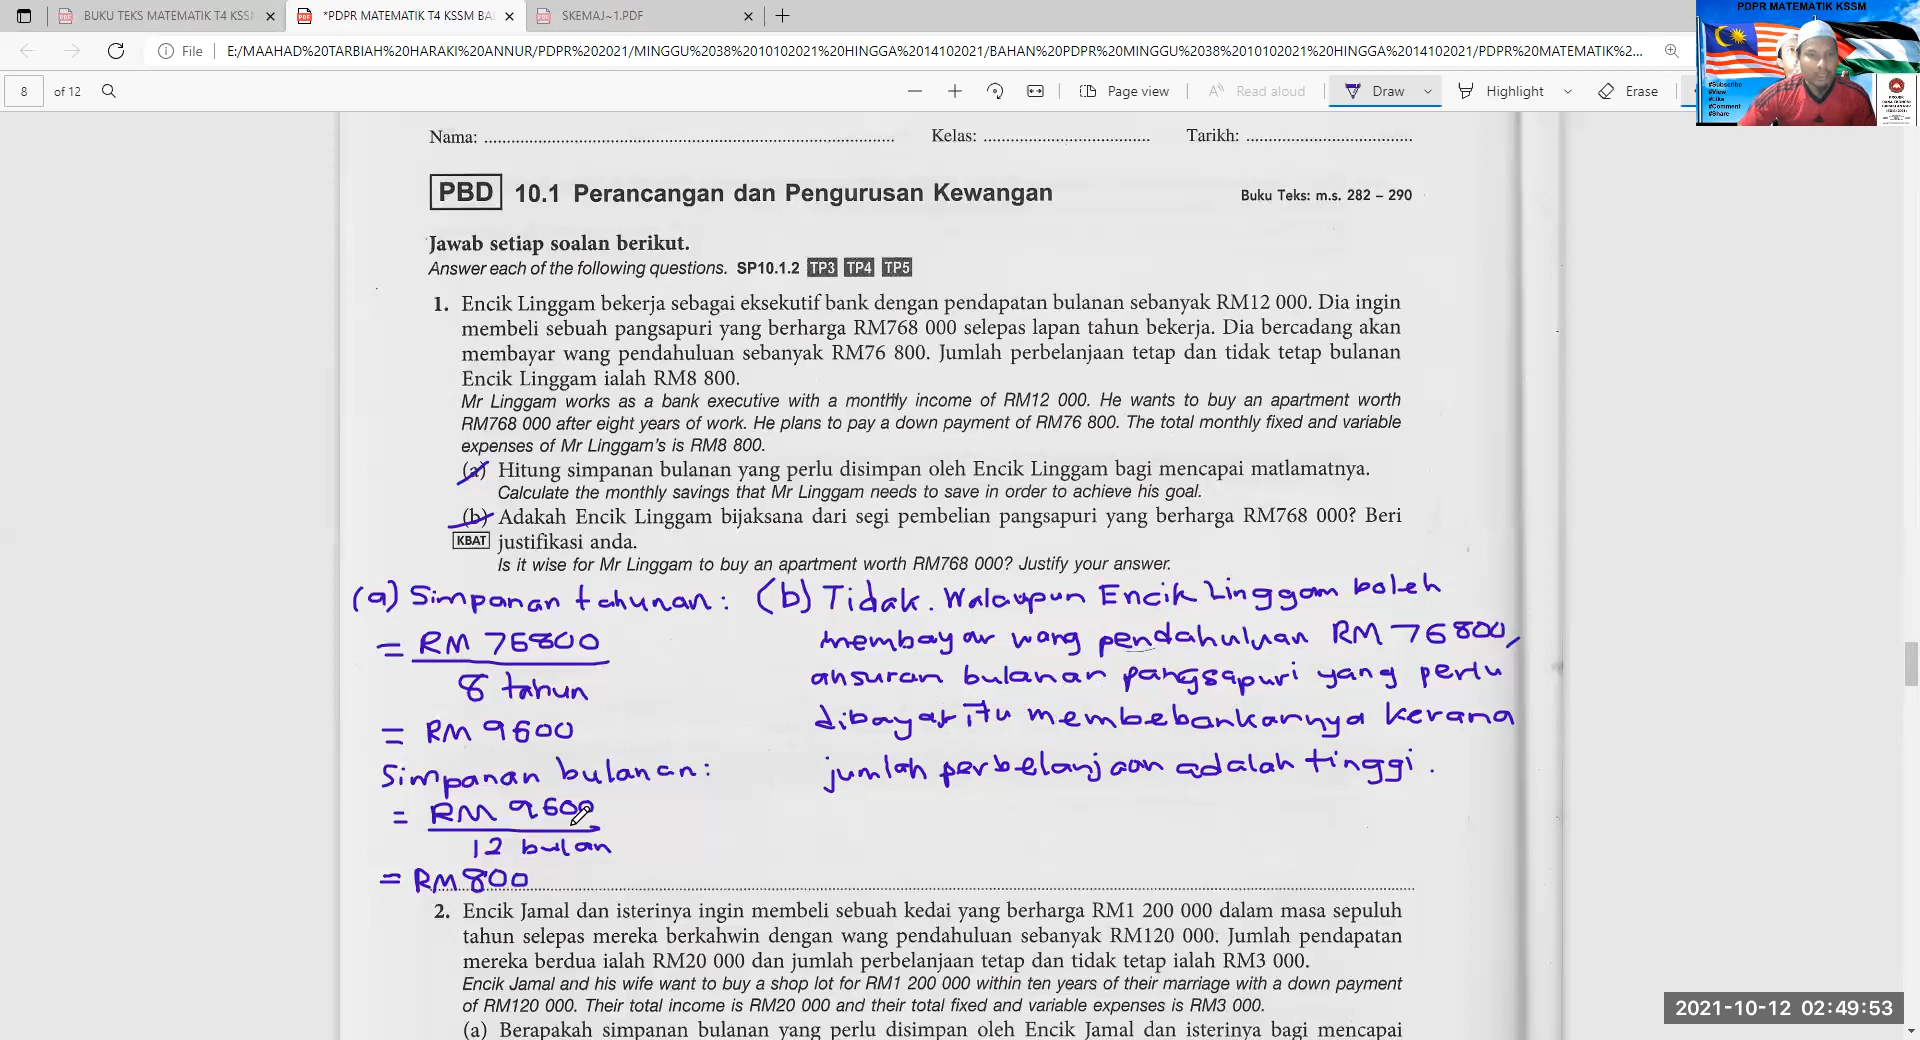 BUKU TEKS MATEMATIK T4 KSSM
*PDPR MATEMATIK T4 KSSM BA
SKEMAJ~1.PDF
File
E:/MAAHAD%20TARBIAH%20HARAKI%20ANNUR/PDPR%202021/MINGGU%2038%2010102021%20HINGGA%2014102021/BAHAN%20PDPR%20MINGGU%2038%2010102021%20HINGGA%2014102021/PDPR%20MATEMATIK%2...
8 of 12
Page view
Read aloud
Draw
Highlight
Erase
PDPR MATEMATIK KSSM
#Subscribe
#View
#Like
#Comment
#Share
Nama: Kelas: Tarikh:
PBD 10.1 Perancangan dan Pengurusan Kewangan Buku Teks: m.s. 282 – 290
Jawab setiap soalan berikut.
Answer each of the following questions. SP10.1.2 TP3 TP4 TP5
1. Encik Linggam bekerja sebagai eksekutif bank dengan pendapatan bulanan sebanyak RM12 000. Dia ingin
membeli sebuah pangsapuri yang berharga RM768 000 selepas lapan tahun bekerja. Dia bercadang akan
membayar wang pendahuluan sebanyak RM76 800. Jumlah perbelanjaan tetap dan tidak tetap bulanan
Encik Linggam ialah RM8 800.
Mr Linggam works as a bank executive with a monthly income of RM12 000. He wants to buy an apartment worth
RM768 000 after eight years of work. He plans to pay a down payment of RM76 800. The total monthly fixed and variable
expenses of Mr Linggam's is RM8 800.
(a) Hitung simpanan bulanan yang perlu disimpan oleh Encik Linggam bagi mencapai matlamatnya.
Calculate the monthly savings that Mr Linggam needs to save in order to achieve his goal.
(b) Adakah Encik Linggam bijaksana dari segi pembelian pangsapuri yang berharga RM768 000? Beri
KBAT justifikasi anda.
Is it wise for Mr Linggam to buy an apartment worth RM768 000? Justify your answer.
(a) Simpanan tahunan:
= RM 76800
8 tahun
= RM 9600
Simpanan bulanan:
= RM 9600
12 bulan
= RM 800
(b) Tidak. Walaupun Encik Linggam boleh
membayar wang pendahuluan RM 76800,
ansuran bulanan pangsapuri yang perlu
dibayar itu membebankannya kerana
jumlah perbelanjaan adalah tinggi.
2. Encik Jamal dan isterinya ingin membeli sebuah kedai yang berharga RM1 200 000 dalam masa sepuluh
tahun selepas mereka berkahwin dengan wang pendahuluan sebanyak RM120 000. Jumlah pendapatan
mereka berdua ialah RM20 000 dan jumlah perbelanjaan tetap dan tidak tetap ialah RM3 000.
Encik Jamal and his wife want to buy a shop lot for RM1 200 000 within ten years of their marriage with a down payment
of RM120 000. Their total income is RM20 000 and their total fixed and variable expenses is RM3 000.
(a) Berapakah simpanan bulanan yang perlu disimpan oleh Encik Jamal dan isterinya bagi mencapai
2021-10-12 02:49:53